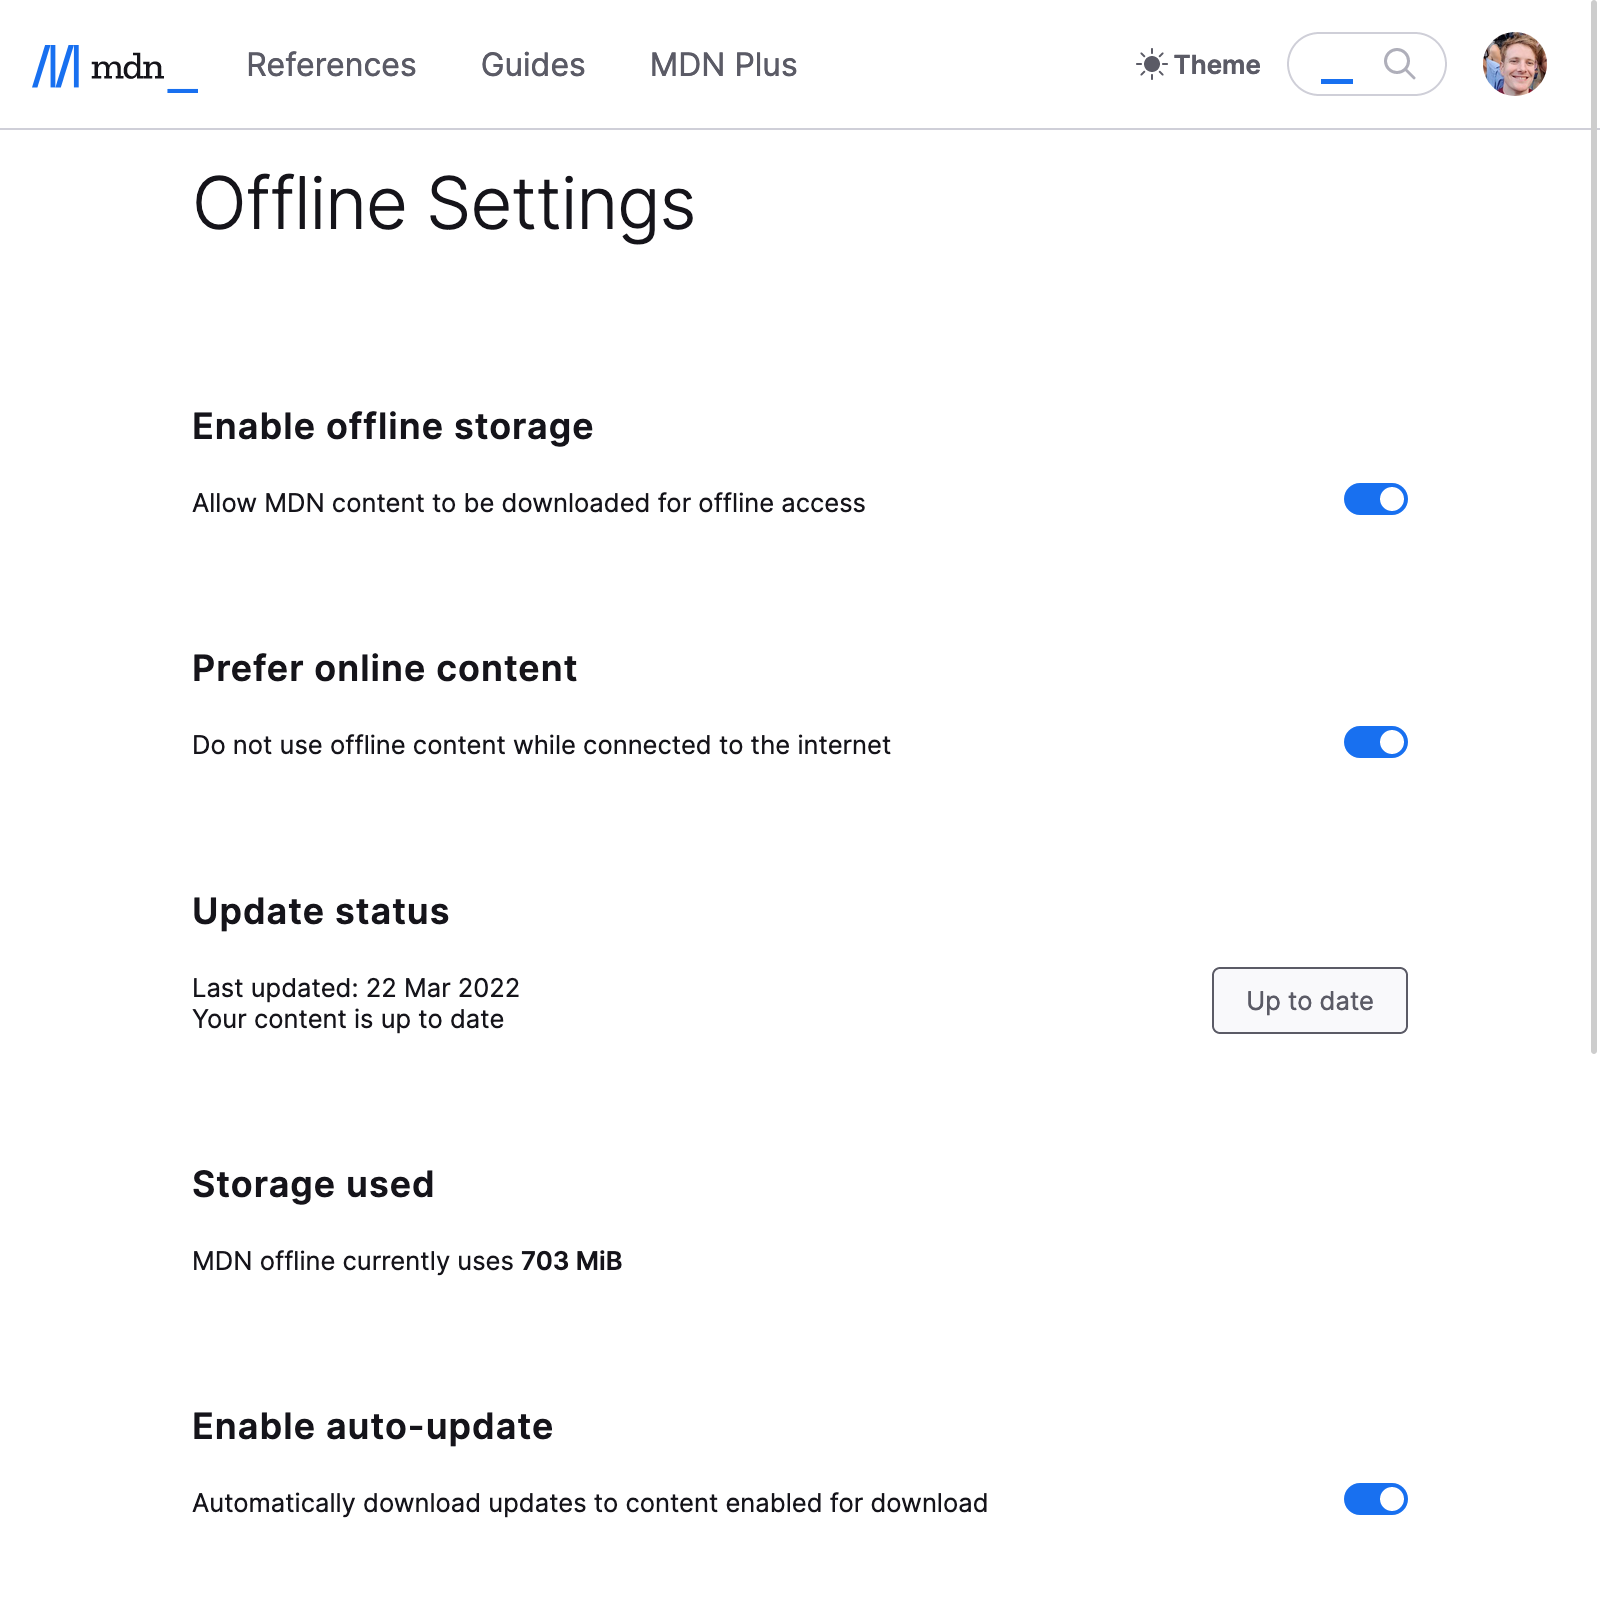 mdn_
References
Guides
MDN Plus
Theme
Offline Settings
Enable offline storage
Allow MDN content to be downloaded for offline access
Prefer online content
Do not use offline content while connected to the internet
Update status
Last updated: 22 Mar 2022
Your content is up to date
Up to date
Storage used
MDN offline currently uses 703 MiB
Enable auto-update
Automatically download updates to content enabled for download